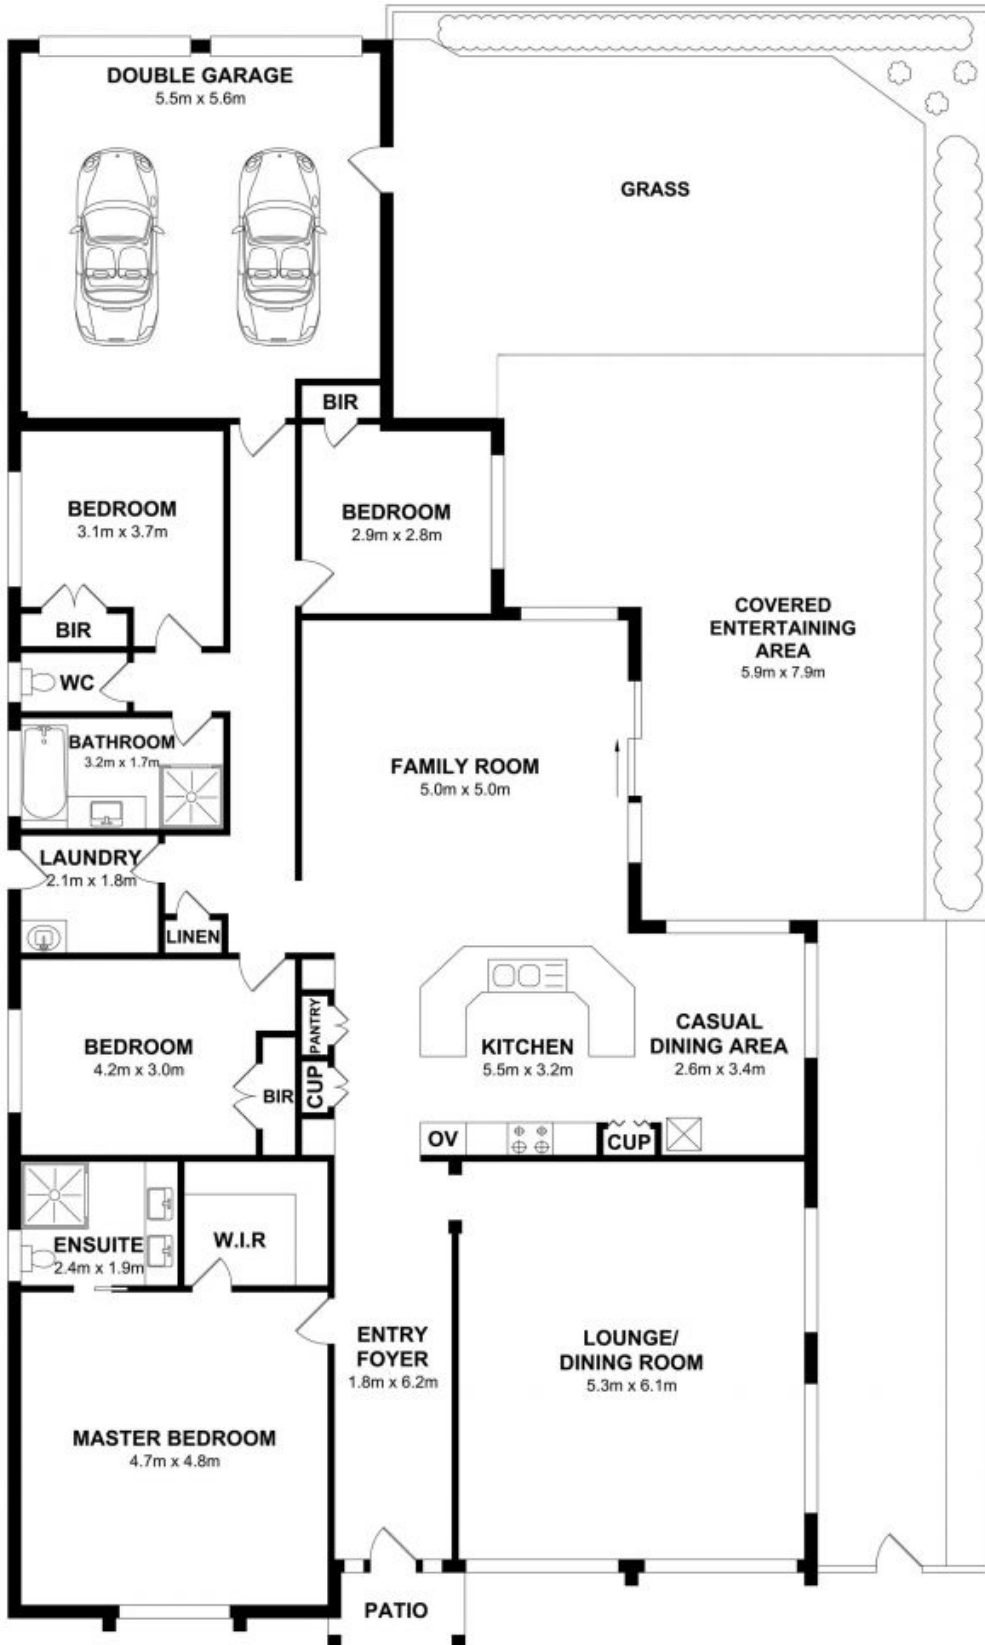 DOUBLE GARAGE
5.5m x 5.6m
GRASS
BIR
BEDROOM
3.1m x 3.7m
BEDROOM
2.9m x 2.8m
BIR
COVERED
ENTERTAINING
AREA
5.9m x 7.9m
WC
BATHROOM
3.2m x 1.7m
FAMILY ROOM
5.0m x 5.0m
LAUNDRY
2.1m x 1.8m
LINEN
BEDROOM
4.2m x 3.0m
BIR
PANTRY
CUP
KITCHEN
5.5m x 3.2m
CASUAL
DINING AREA
2.6m x 3.4m
OV
CUP
ENSUITE
2.4m x 1.9m
W.I.R
ENTRY
FOYER
1.8m x 6.2m
LOUNGE/
DINING ROOM
5.3m x 6.1m
MASTER BEDROOM
4.7m x 4.8m
PATIO